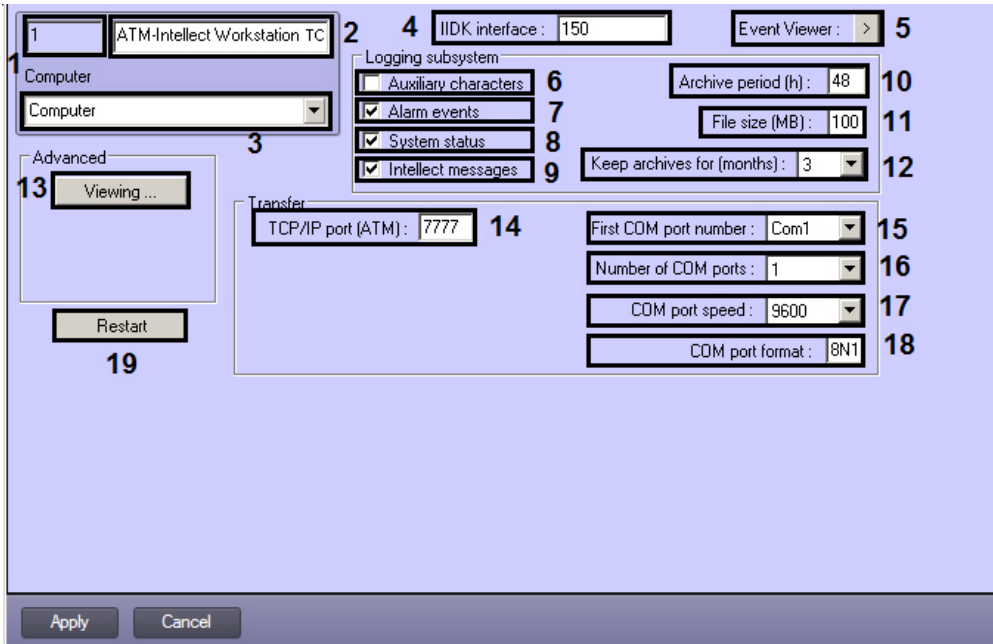 1 ATM-Intellect Workstation TC 2
1
Computer
Computer
3
4 IIDK interface : 150
Event Viewer : > 5
Logging subsystem
Auxiliary characters 6
Alarm events 7
System status 8
Intellect messages 9
Archive period (h) : 48 10
File size (MB) : 100 11
Keep archives for (months) : 3 12
Advanced
13 Viewing ...
Transfer
TCP/IP port (ATM) : 7777 14
First COM port number : Com1 15
Number of COM ports : 1 16
COM port speed : 9600 17
COM port format : 8N1 18
Restart
19
Apply Cancel